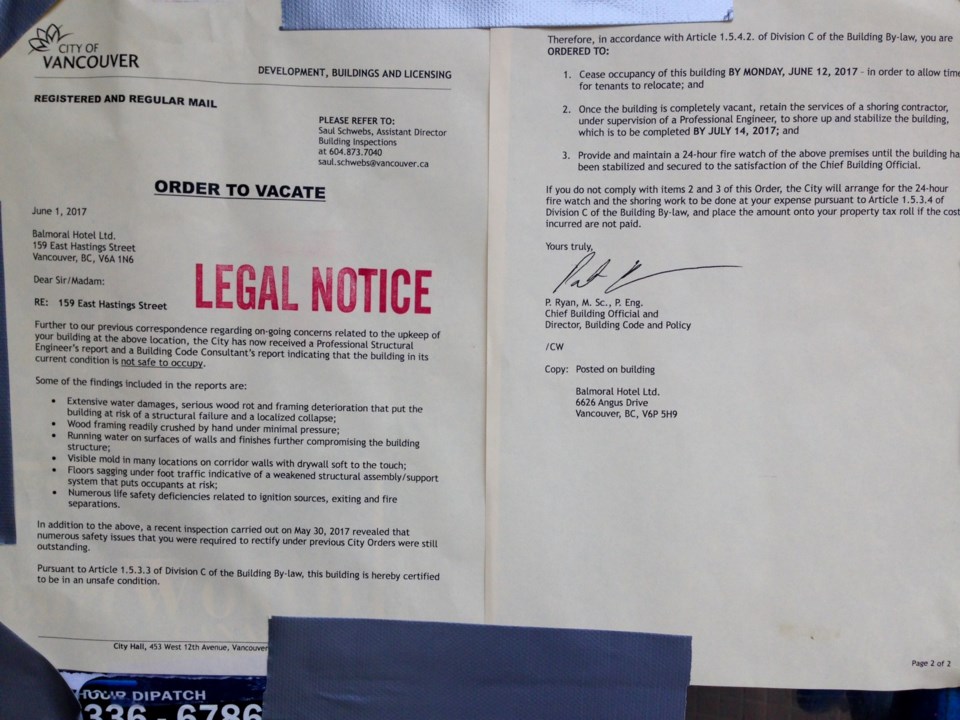 CITY OF
VANCOUVER
DEVELOPMENT, BUILDINGS AND LICENSING
REGISTERED AND REGULAR MAIL
PLEASE REFER TO:
Saul Schwebs, Assistant Director
Building Inspections
at 604.873.7040
saul.schwebs@vancouver.ca
ORDER TO VACATE
June 1, 2017
Balmoral Hotel Ltd.
159 East Hastings Street
Vancouver, BC, V6A 1N6
Dear Sir/Madam:
LEGAL NOTICE
RE: 159 East Hastings Street
Further to our previous correspondence regarding on-going concerns related to the upkeep of
your building at the above location, the City has now received a Professional Structural
Engineer's report and a Building Code Consultant's report indicating that the building in its
current condition is not safe to occupy.
Some of the findings included in the reports are:
• Extensive water damages, serious wood rot and framing deterioration that put the
building at risk of a structural failure and a localized collapse;
• Wood framing readily crushed by hand under minimal pressure;
• Running water on surfaces of walls and finishes further compromising the building
structure;
• Visible mold in many locations on corridor walls with drywall soft to the touch;
• Floors sagging under foot traffic indicative of a weakened structural assembly/support
system that puts occupants at risk;
• Numerous life safety deficiencies related to ignition sources, exiting and fire
separations.
In addition to the above, a recent inspection carried out on May 30, 2017 revealed that
numerous safety issues that you were required to rectify under previous City Orders were still
outstanding.
Pursuant to Article 1.5.3.3 of Division C of the Building By-law, this building is hereby certified
to be in an unsafe condition.
City Hall, 453 West 12th Avenue, Vancouver
Therefore, in accordance with Article 1.5.4.2. of Division C of the Building By-law, you are
ORDERED TO:
1. Cease occupancy of this building BY MONDAY, JUNE 12, 2017 - in order to allow time
for tenants to relocate; and
2. Once the building is completely vacant, retain the services of a shoring contractor,
under supervision of a Professional Engineer, to shore up and stabilize the building,
which is to be completed BY JULY 14, 2017; and
3. Provide and maintain a 24-hour fire watch of the above premises until the building ha
been stabilized and secured to the satisfaction of the Chief Building Official.
If you do not comply with items 2 and 3 of this Order, the City will arrange for the 24-hour
fire watch and the shoring work to be done at your expense pursuant to Article 1.5.3.4 of
Division C of the Building By-law, and place the amount onto your property tax roll if the cost
incurred are not paid.
Yours truly,
P. Ryan, M. Sc., P. Eng.
Chief Building Official and
Director, Building Code and Policy
/CW
Copy: Posted on building
Balmoral Hotel Ltd.
6626 Angus Drive
Vancouver, BC, V6P 5H9
Page 2 of 2
HOUR DIPATCH
336-6786